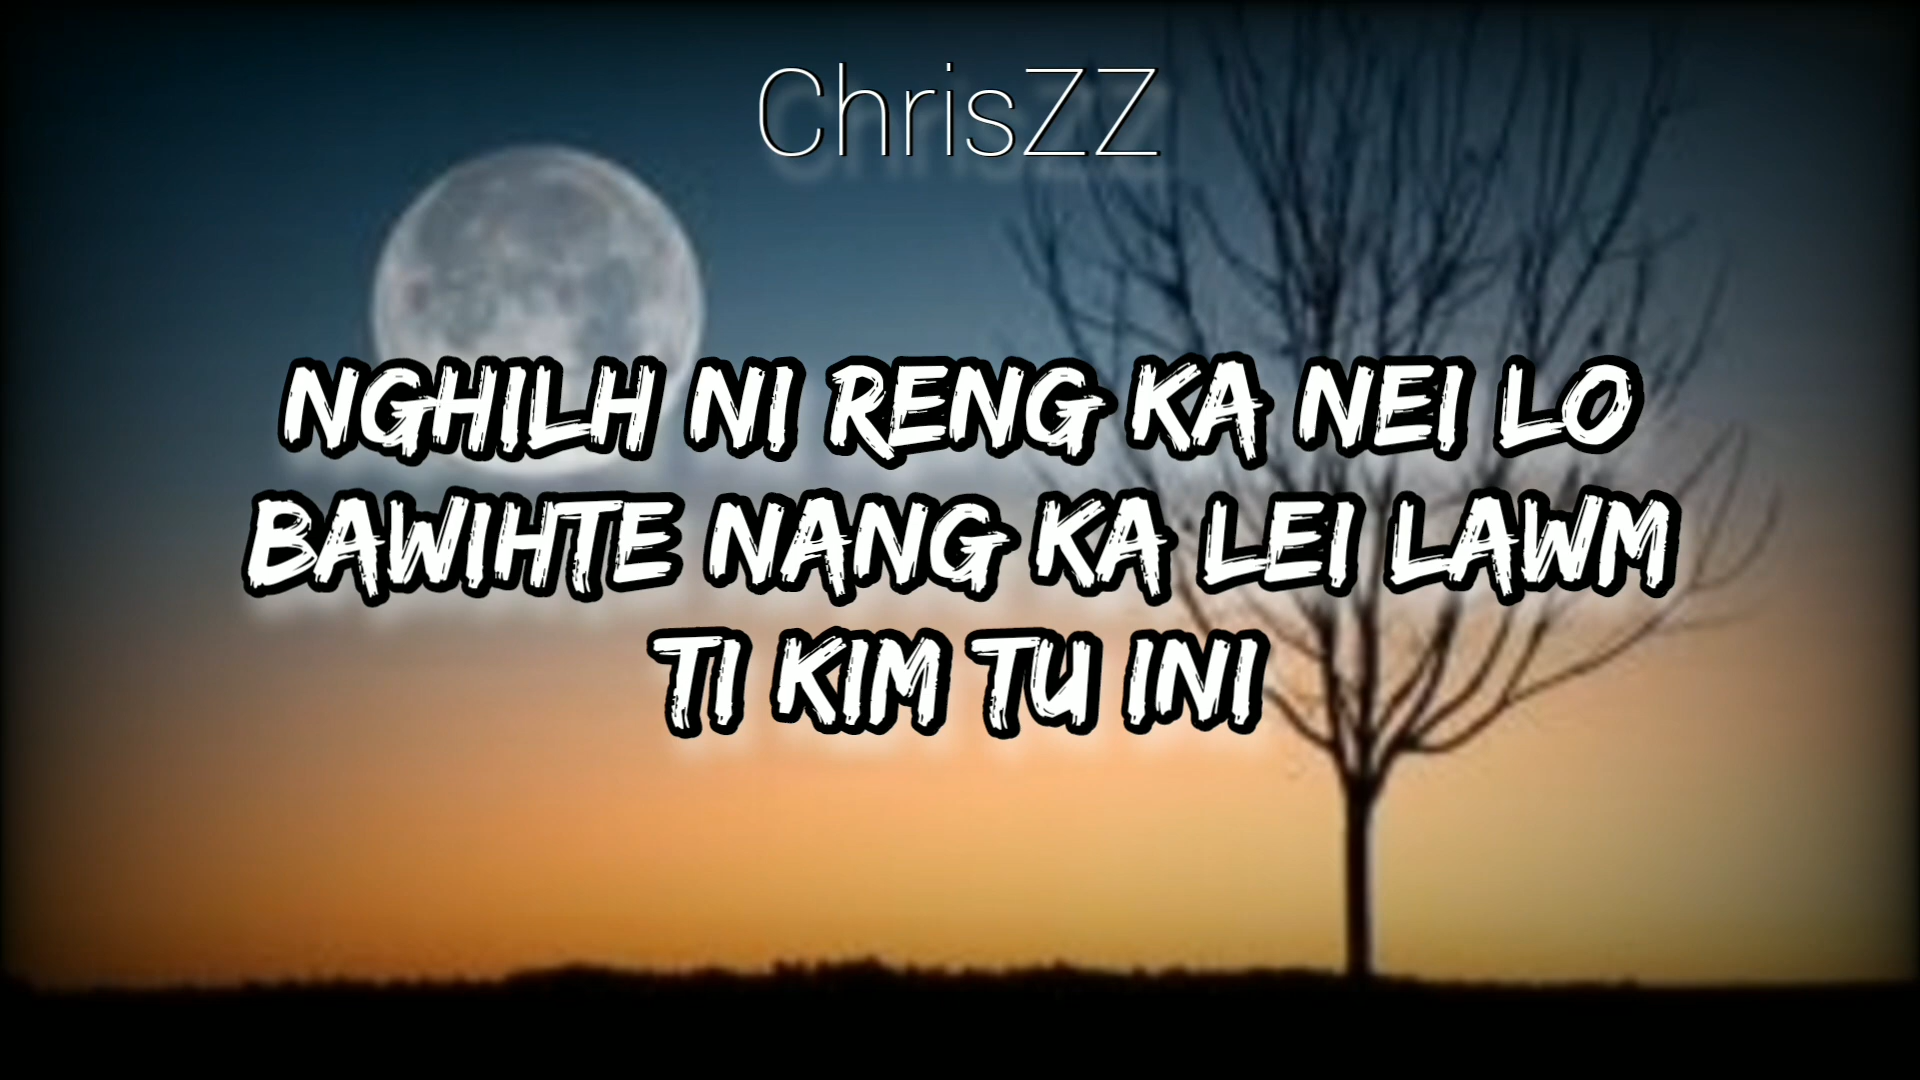 ChrisZZ
NGHILH NI RENG KA NEI LO
BAWIHTE NANG KA LEI LAWM
TI KIM TU INI